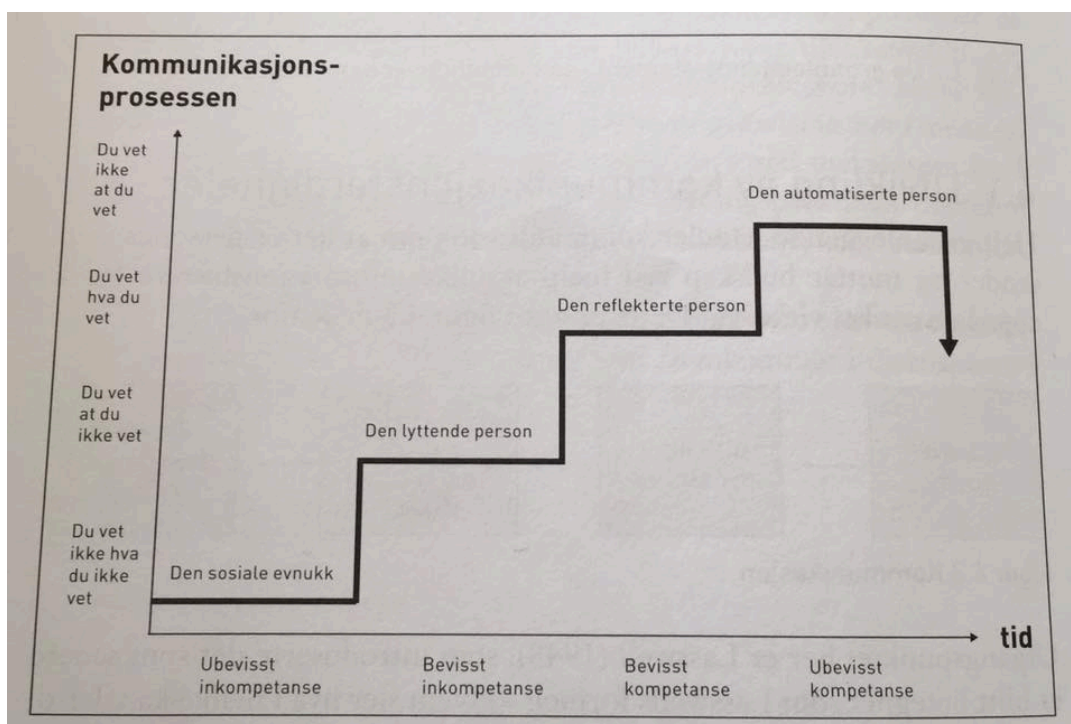 Kommunikasjons-
prosessen
Du vet
ikke
at du
vet
Den automatiserte person
Du vet
hva du
vet
Den reflekterte person
Du vet
at du
ikke vet
Den lyttende person
Du vet
ikke hva
du ikke
vet
Den sosiale evnukk
tid
Ubevisst
inkompetanse
Bevisst
inkompetanse
Bevisst
kompetanse
Ubevisst
kompetanse